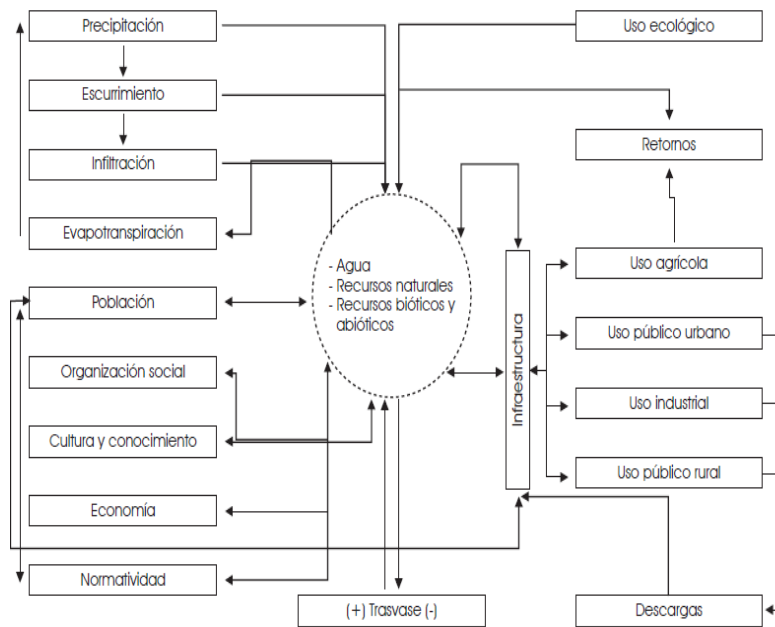 Precipitación
Escurrimiento
Infiltración
Evapotranspiración
Población
Organización social
Cultura y conocimiento
Economía
Normatividad
- Agua
- Recursos naturales
- Recursos bióticos y
abióticos
(+) Trasvase (-)
Infraestructura
Uso ecológico
Retornos
Uso agrícola
Uso público urbano
Uso industrial
Uso público rural
Descargas